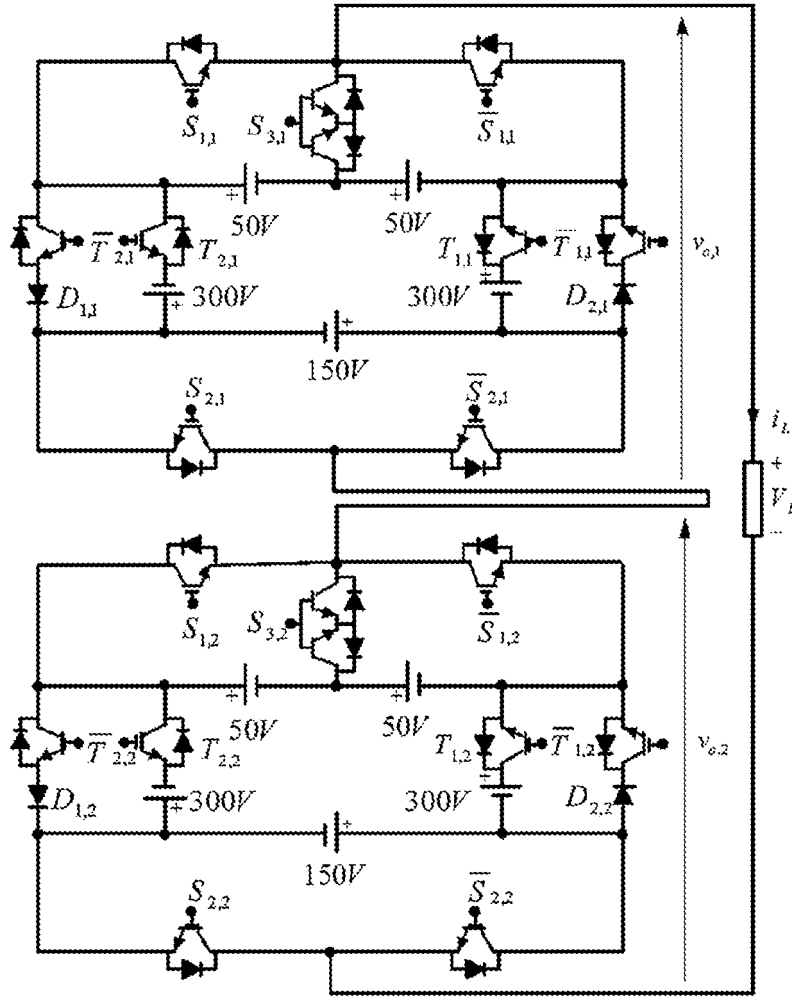 S1,1
S3,1
S̅1,1
+ 50V
+ 50V
T̅2,1
T2,1
T1,1
T̅1,1
vo,1
D1,1
+ 300V
+ 300V
D2,1
+ 150V
S2,1
S̅2,1
iL
+
V
...
S1,2
S3,2
S̅1,2
+ 50V
+ 50V
T̅2,2
T2,2
T1,2
T̅1,2
vo,2
D1,2
+ 300V
+ 300V
D2,2
+ 150V
S2,2
S̅2,2